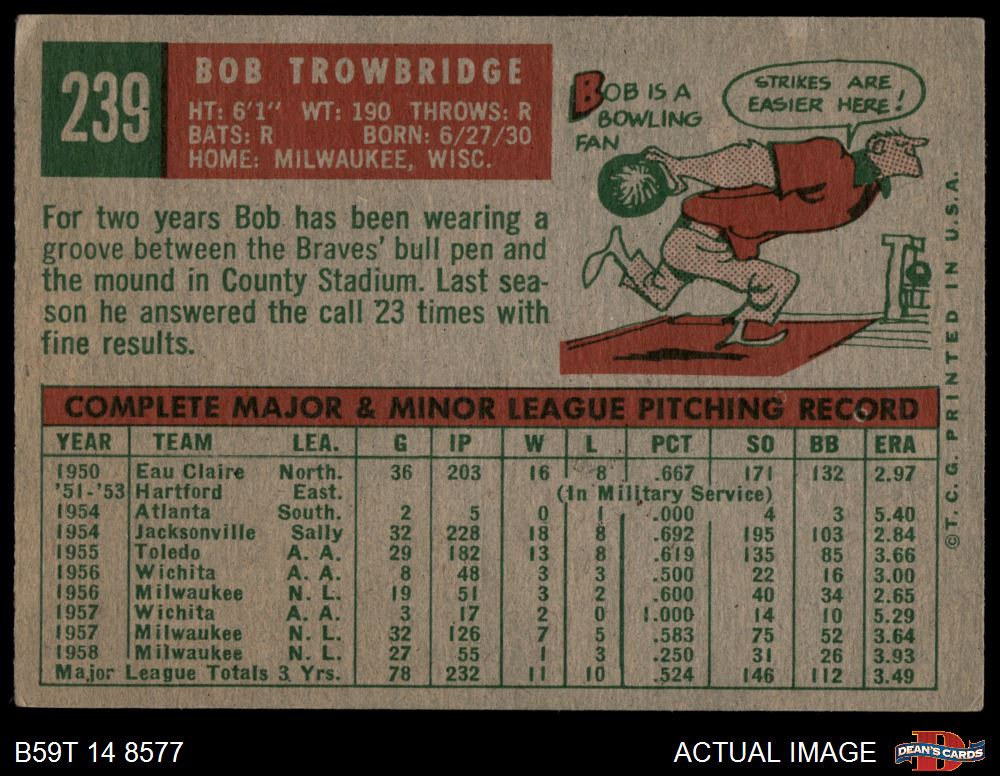 239
BOB TROWBRIDGE
HT: 6'1" WT: 190 THROWS: R
BATS: R BORN: 6/27/30
HOME: MILWAUKEE, WISC.
For two years Bob has been wearing a
groove between the Braves' bull pen and
the mound in County Stadium. Last sea-
son he answered the call 23 times with
fine results.
BOB IS A
BOWLING
FAN
STRIKES ARE
EASIER HERE!
©T. C. G. PRINTED IN U.S.A.
COMPLETE MAJOR & MINOR LEAGUE PITCHING RECORD
YEAR TEAM LEA. G IP W L PCT SO BB ERA
1950 Eau Claire North. 36 203 16 8 .667 171 132 2.97
'51-'53 Hartford East. (In Military Service)
1954 Atlanta South. 2 5 0 1 .000 4 3 5.40
1954 Jacksonville Sally 32 228 18 8 .692 195 103 2.84
1955 Toledo A. A. 29 182 13 8 .619 135 85 3.66
1956 Wichita A. A. 8 48 3 3 .500 22 16 3.00
1956 Milwaukee N. L. 19 51 3 2 .600 40 34 2.65
1957 Wichita A. A. 3 17 2 0 1.000 14 10 5.29
1957 Milwaukee N. L. 32 126 7 5 .583 75 52 3.64
1958 Milwaukee N. L. 27 55 1 3 .250 31 26 3.93
Major League Totals 3 Yrs. 78 232 11 10 .524 146 112 3.49
B59T 14 8577
ACTUAL IMAGE
DEAN'S CARDS